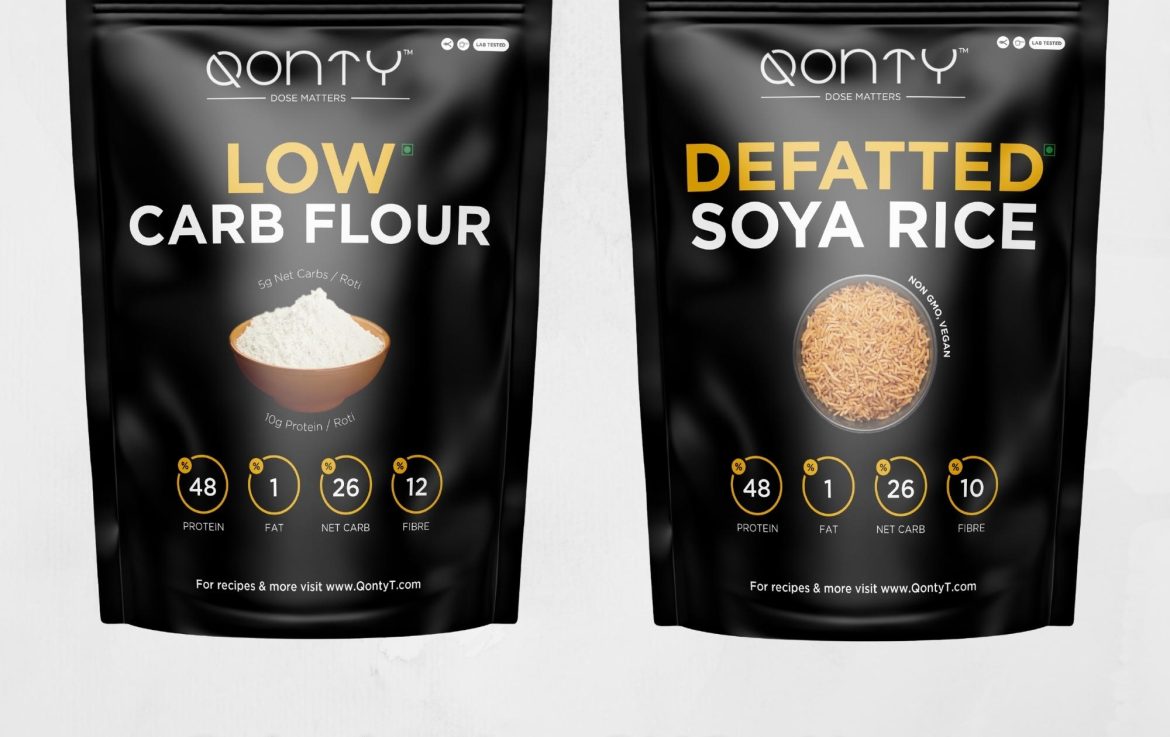 QONTY™
LAB TESTED
DOSE MATTERS
LOW
CARB FLOUR
5g Net Carbs / Roti
10g Protein / Roti
% 48 % 1 % 26 % 12
PROTEIN FAT NET CARB FIBRE
For recipes & more visit www.QontyT.com
QONTY™
LAB TESTED
DOSE MATTERS
DEFATTED
SOYA RICE
NON GMO, VEGAN
% 48 % 1 % 26 % 10
PROTEIN FAT NET CARB FIBRE
For recipes & more visit www.QontyT.com